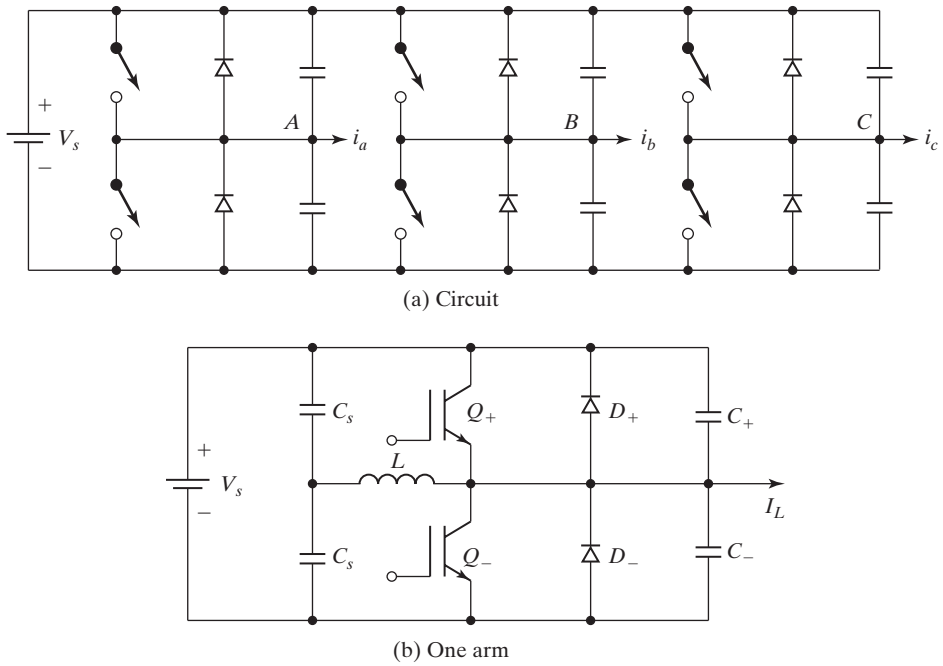 +
V_s
−
A
i_a
B
i_b
C
i_c
(a) Circuit
+
V_s
−
C_s
C_s
L
Q_+
Q_−
D_+
D_−
C_+
C_−
I_L
(b) One arm